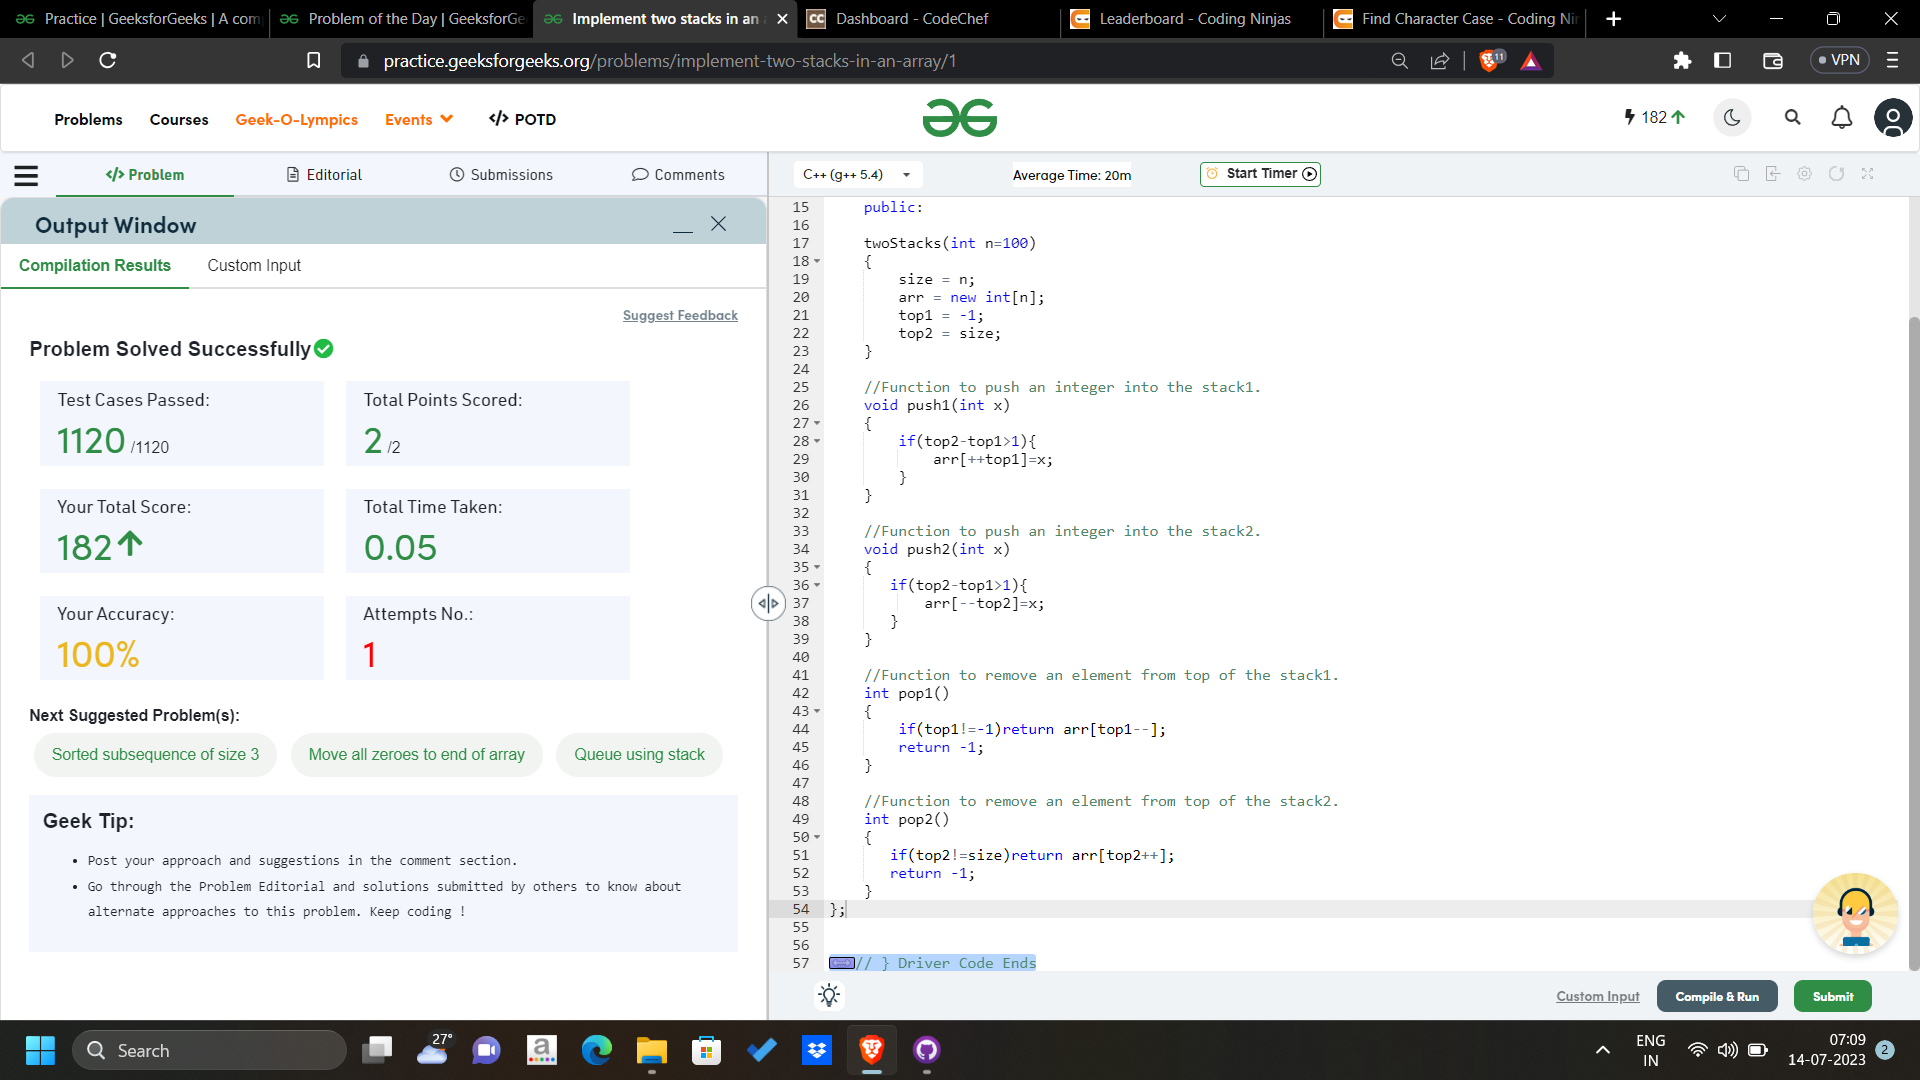 Practice | GeeksforGeeks | A com
Problem of the Day | GeeksforGe
Implement two stacks in an
Dashboard - CodeChef
Leaderboard - Coding Ninjas
Find Character Case - Coding Nin
practice.geeksforgeeks.org/problems/implement-two-stacks-in-an-array/1
11
VPN
Problems
Courses
Geek-O-Lympics
Events
</> POTD
182
</> Problem
Editorial
Submissions
Comments
C++ (g++ 5.4)
Average Time: 20m
Start Timer
Output Window
Compilation Results
Custom Input
Suggest Feedback
Problem Solved Successfully
Test Cases Passed:
1120 /1120
Total Points Scored:
2 /2
Your Total Score:
182
Total Time Taken:
0.05
Your Accuracy:
100%
Attempts No.:
1
Next Suggested Problem(s):
Sorted subsequence of size 3
Move all zeroes to end of array
Queue using stack
Geek Tip:
• Post your approach and suggestions in the comment section.
• Go through the Problem Editorial and solutions submitted by others to know about
alternate approaches to this problem. Keep coding !
15 public:
16
17 twoStacks(int n=100)
18 {
19 size = n;
20 arr = new int[n];
21 top1 = -1;
22 top2 = size;
23 }
24
25 //Function to push an integer into the stack1.
26 void push1(int x)
27 {
28 if(top2-top1>1){
29 arr[++top1]=x;
30 }
31 }
32
33 //Function to push an integer into the stack2.
34 void push2(int x)
35 {
36 if(top2-top1>1){
37 arr[--top2]=x;
38 }
39 }
40
41 //Function to remove an element from top of the stack1.
42 int pop1()
43 {
44 if(top1!=-1)return arr[top1--];
45 return -1;
46 }
47
48 //Function to remove an element from top of the stack2.
49 int pop2()
50 {
51 if(top2!=size)return arr[top2++];
52 return -1;
53 }
54 };
55
56
57 // } Driver Code Ends
Custom Input
Compile & Run
Submit
Search
27°
a
ENG
IN
07:09
14-07-2023
2